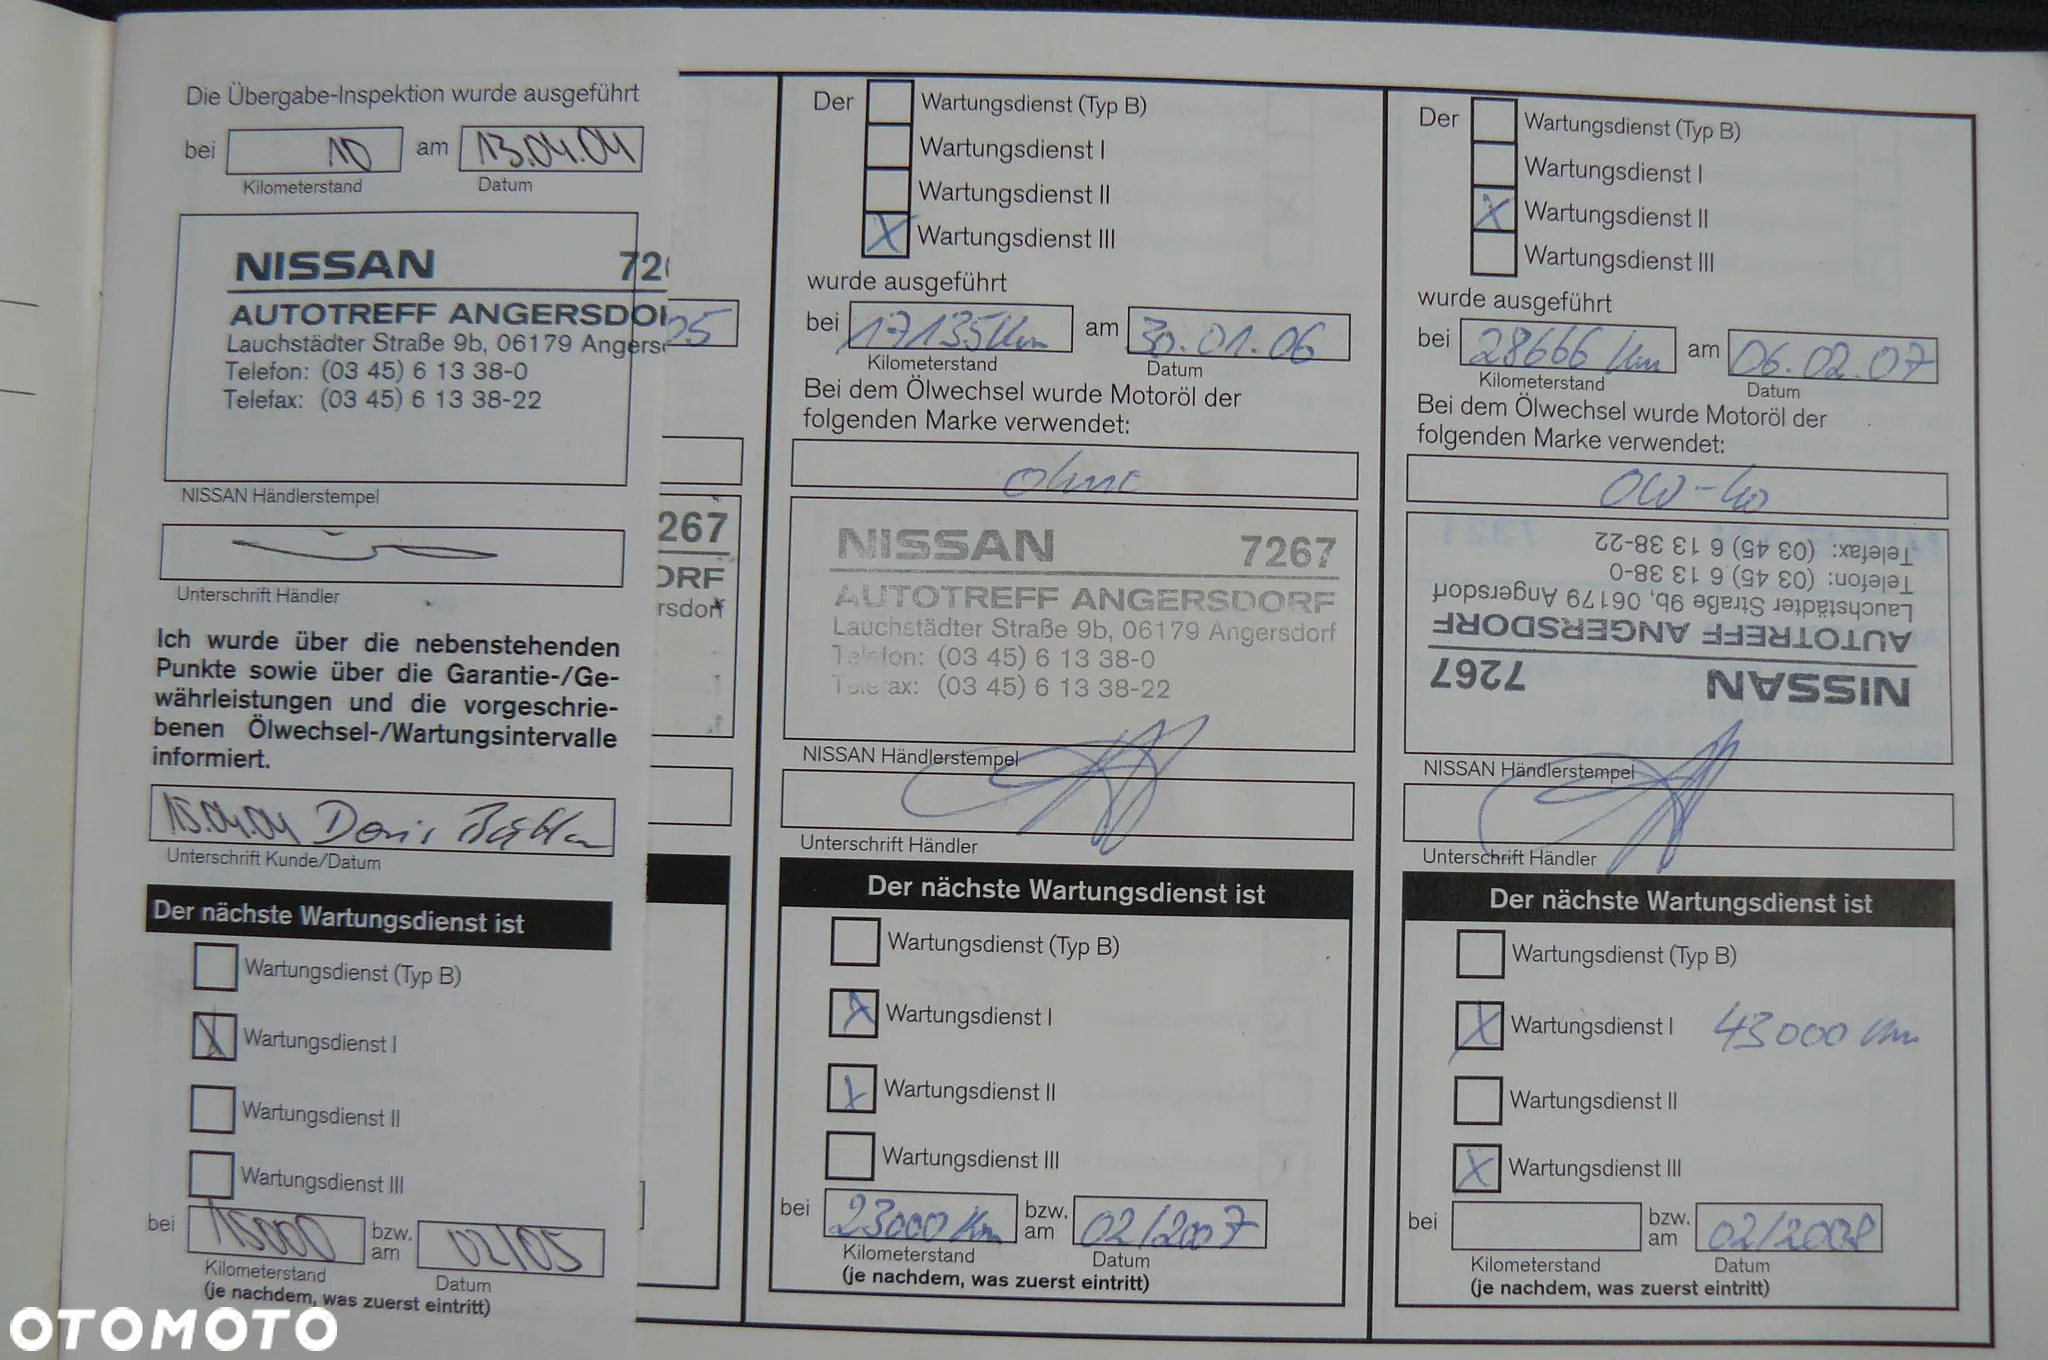 Die Übergabe-Inspektion wurde ausgeführt
bei 10 am 13.04.04
Kilometerstand Datum
NISSAN 726
AUTOTREFF ANGERSDOR
Lauchstädter Straße 9b, 06179 Angers
Telefon: (03 45) 6 13 38-0
Telefax: (03 45) 6 13 38-22
NISSAN Händlerstempel
Unterschrift Händler
Ich wurde über die nebenstehenden
Punkte sowie über die Garantie-/Ge-
währleistungen und die vorgeschrie-
benen Ölwechsel-/Wartungsintervalle
informiert.
15.04.04 Doris
Unterschrift Kunde/Datum
Der nächste Wartungsdienst ist
Wartungsdienst (Typ B)
X Wartungsdienst I
Wartungsdienst II
Wartungsdienst III
bei 15000 bzw. am 02/05
Kilometerstand Datum
(je nachdem, was zuerst eintritt)
05
267
ORF
rsdorf
Der Wartungsdienst (Typ B)
Wartungsdienst I
Wartungsdienst II
X Wartungsdienst III
wurde ausgeführt
bei 17135 Km am 30.01.06
Kilometerstand Datum
Bei dem Ölwechsel wurde Motoröl der
folgenden Marke verwendet:
ohne
NISSAN 7267
AUTOTREFF ANGERSDORF
Lauchstädter Straße 9b, 06179 Angersdorf
Telefon: (03 45) 6 13 38-0
Telefax: (03 45) 6 13 38-22
NISSAN Händlerstempel
Unterschrift Händler
Der nächste Wartungsdienst ist
Wartungsdienst (Typ B)
X Wartungsdienst I
X Wartungsdienst II
Wartungsdienst III
bei 23000 Km bzw. am 02/2007
Kilometerstand Datum
(je nachdem, was zuerst eintritt)
Der Wartungsdienst (Typ B)
Wartungsdienst I
X Wartungsdienst II
Wartungsdienst III
wurde ausgeführt
bei 28666 Km am 06.02.07
Kilometerstand Datum
Bei dem Ölwechsel wurde Motoröl der
folgenden Marke verwendet:
0W-40
NISSAN 7267
AUTOTREFF ANGERSDORF
Lauchstädter Straße 9b, 06179 Angersdorf
Telefon: (03 45) 6 13 38-0
Telefax: (03 45) 6 13 38-22
NISSAN Händlerstempel
Unterschrift Händler
Der nächste Wartungsdienst ist
Wartungsdienst (Typ B)
X Wartungsdienst I 43000 Km
Wartungsdienst II
X Wartungsdienst III
bei bzw. am 02/2008
Kilometerstand Datum
(je nachdem, was zuerst eintritt)
OTOMOTO